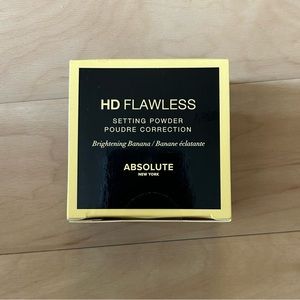 HD FLAWLESS
SETTING POWDER
POUDRE CORRECTION
Brightening Banana / Banane éclatante
ABSOLUTE
NEW YORK